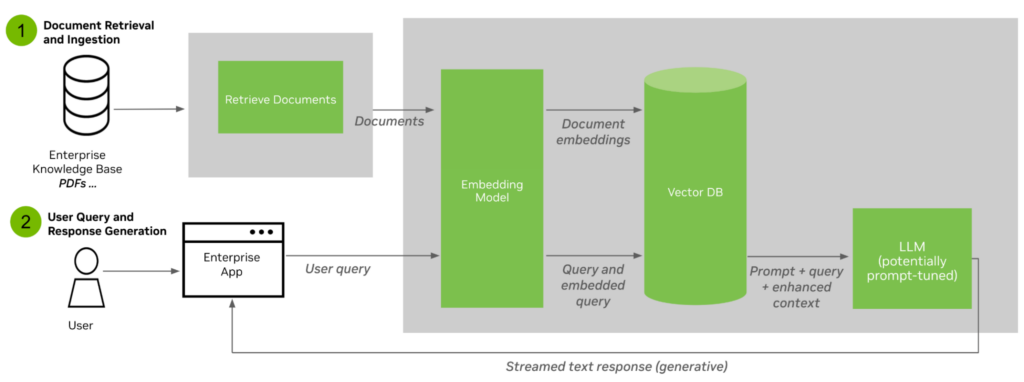 1
Document Retrieval
and Ingestion
Retrieve Documents
Documents
Enterprise
Knowledge Base
PDFs ...
Embedding
Model
Document
embeddings
Vector DB
2
User Query and
Response Generation
User
Enterprise
App
User query
Query and
embedded
query
Prompt + query
+ enhanced
context
LLM
(potentially
prompt-tuned)
Streamed text response (generative)